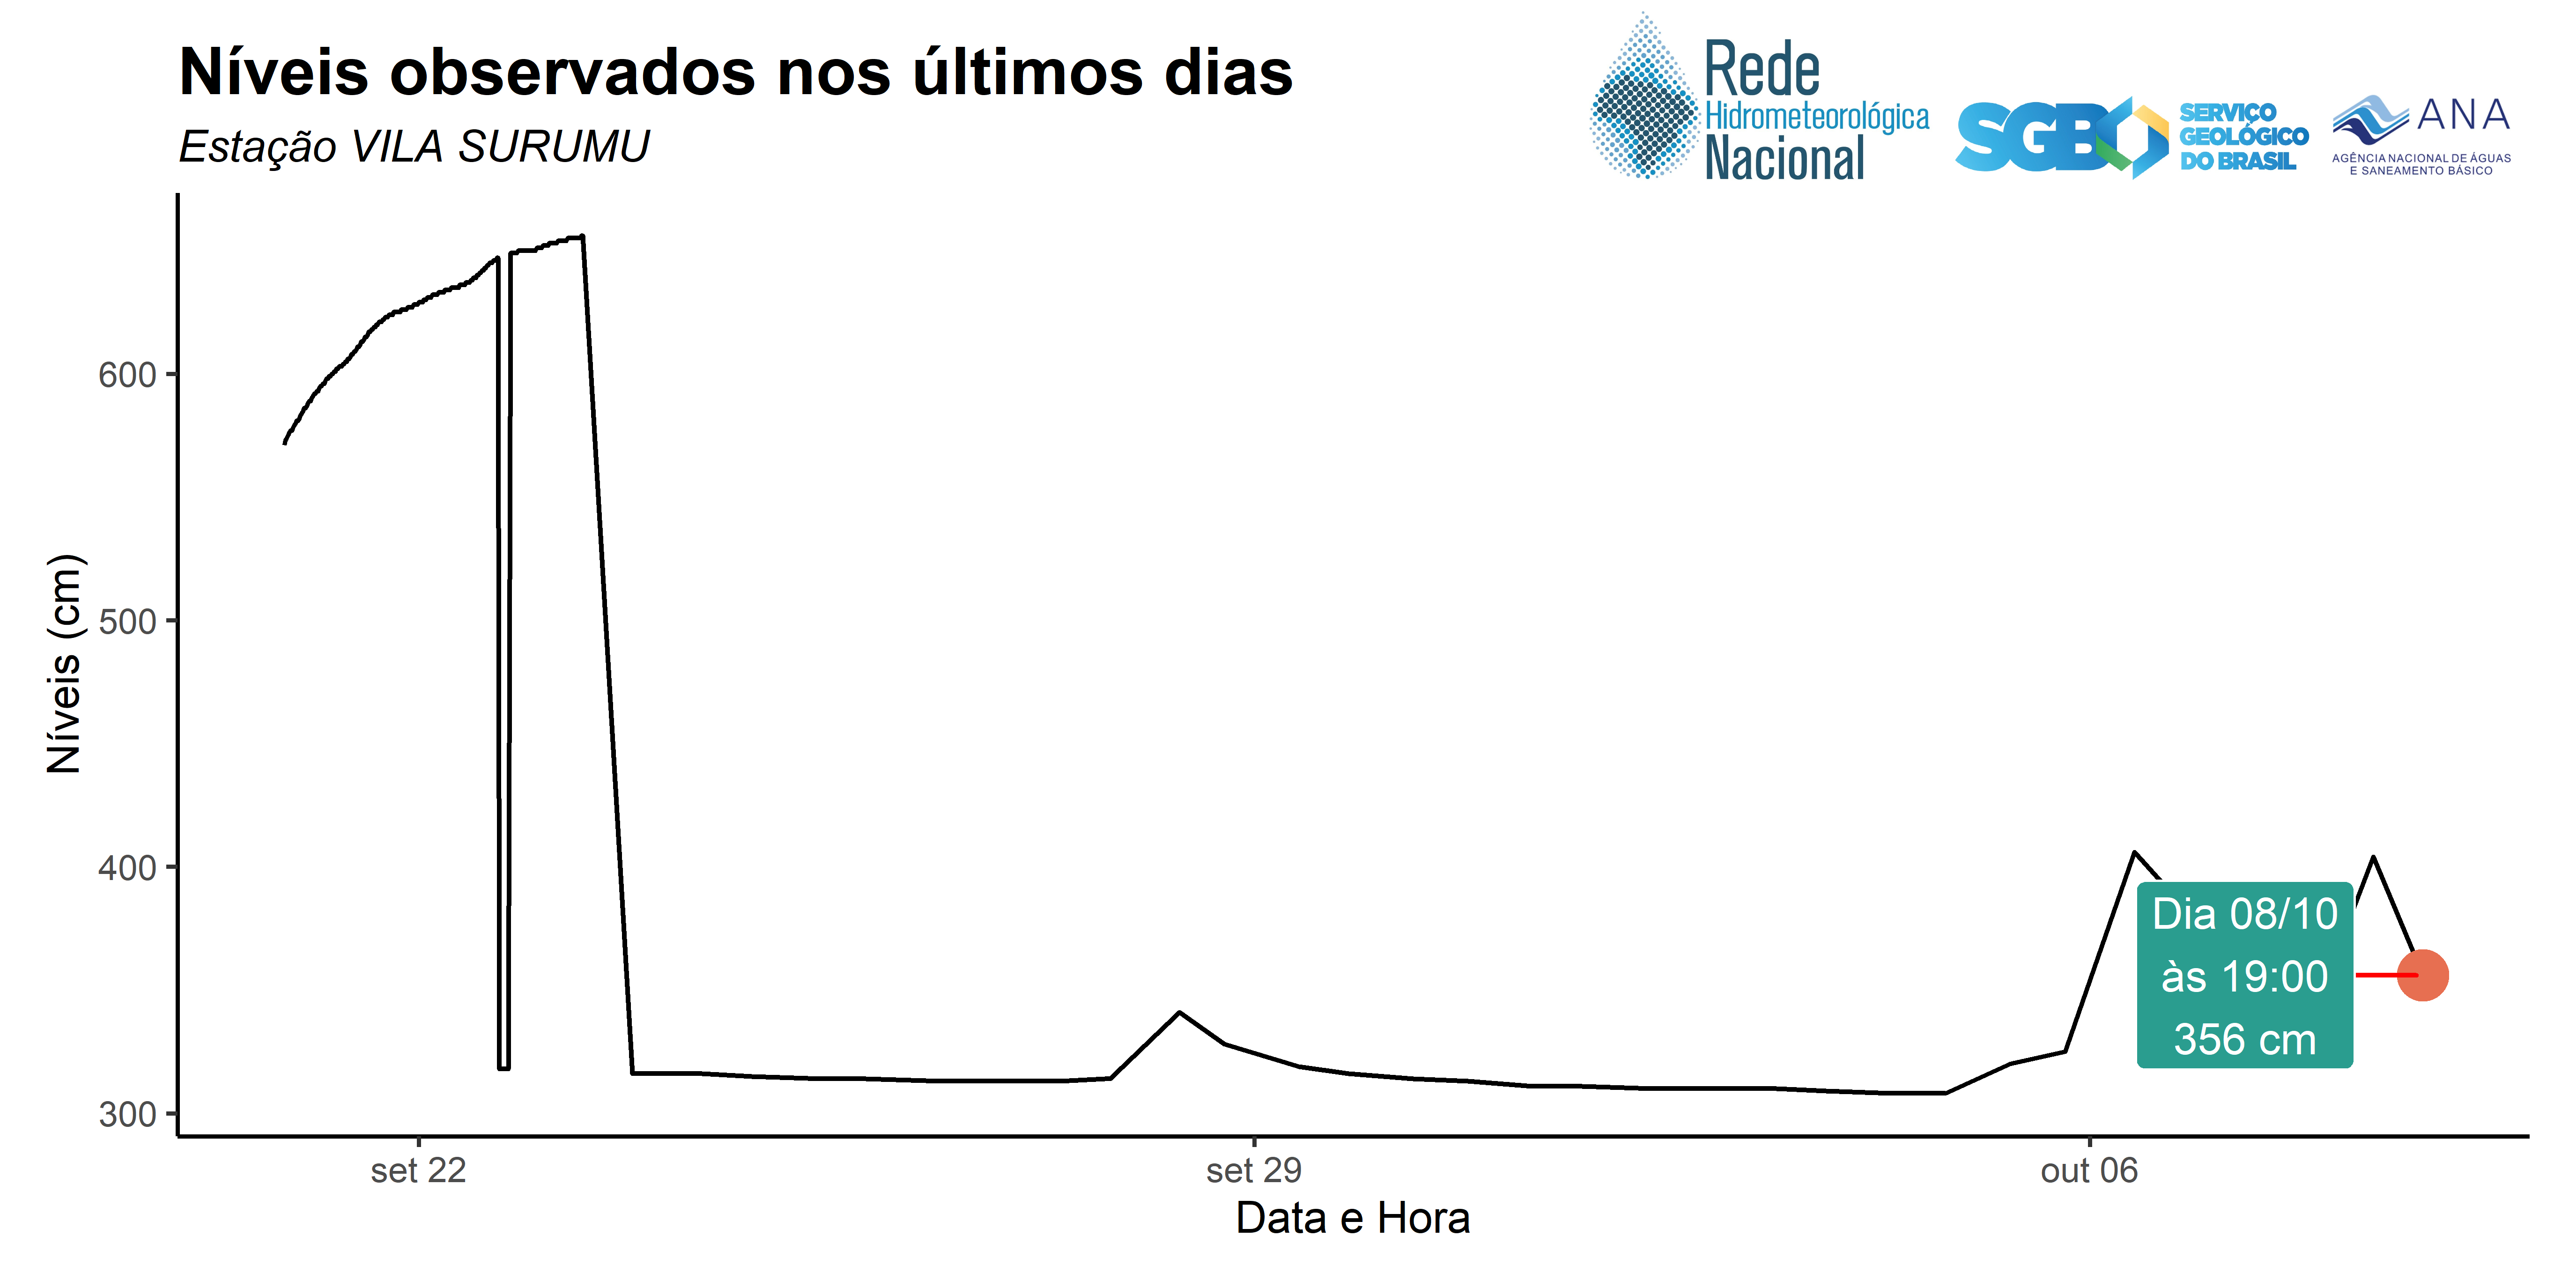 Níveis observados nos últimos dias
Estação VILA SURUMU
Rede
Hidrometeorológica
Nacional
SGB
SERVIÇO
GEOLÓGICO
DO BRASIL
ANA
AGÊNCIA NACIONAL DE ÁGUAS
E SANEAMENTO BÁSICO
Níveis (cm)
600
500
400
300
Dia 08/10
às 19:00
356 cm
set 22
set 29
out 06
Data e Hora